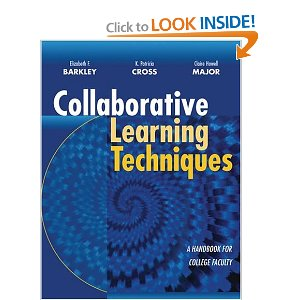 Click to LOOK INSIDE!
Elizabeth F. K. Patricia Claire Howell
BARKLEY CROSS MAJOR
Collaborative
Learning
Techniques
A HANDBOOK FOR
COLLEGE FACULTY